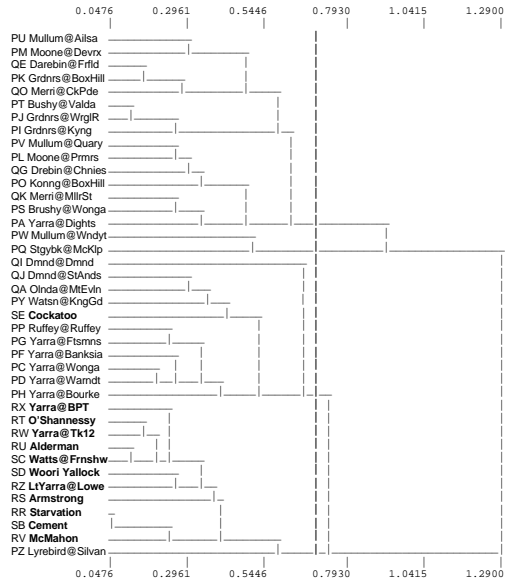 0.0476 0.2961 0.5446 0.7930 1.0415 1.2900
PU Mullum@Ailsa
PM Moone@Devrx
QE Darebin@Frfld
PK Grdnrs@BoxHill
QO Merri@CkPde
PT Bushy@Valda
PJ Grdnrs@WrglR
PI Grdnrs@Kyng
PV Mullum@Quary
PL Moone@Prmrs
QG Drebin@Chnies
PO Konng@BoxHill
QK Merri@MllrSt
PS Brushy@Wonga
PA Yarra@Dights
PW Mullum@Wndyt
PQ Stgybk@McKlp
QI Dmnd@Dmnd
QJ Dmnd@StAnds
QA Olnda@MtEvln
PY Watsn@KngGd
SE Cockatoo
PP Ruffey@Ruffey
PG Yarra@Ftsmns
PF Yarra@Banksia
PC Yarra@Wonga
PD Yarra@Warndt
PH Yarra@Bourke
RX Yarra@BPT
RT O'Shannessy
RW Yarra@Tk12
RU Alderman
SC Watts@Frnshw
SD Woori Yallock
RZ LtYarra@Lowe
RS Armstrong
RR Starvation
SB Cement
RV McMahon
PZ Lyrebird@Silvan
0.0476 0.2961 0.5446 0.7930 1.0415 1.2900